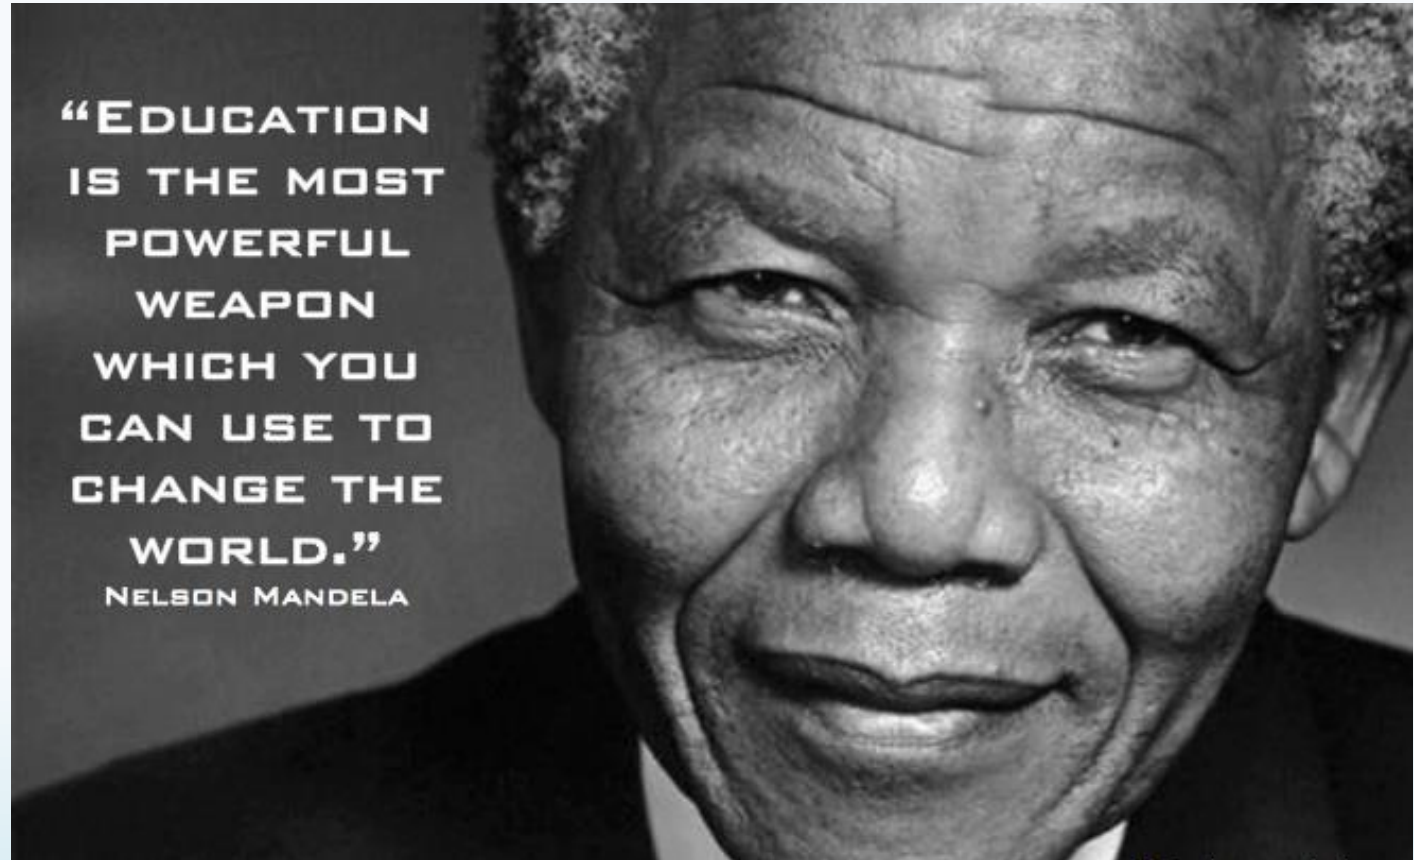 “Education
is the most
powerful
weapon
which you
can use to
change the
world.”
Nelson Mandela